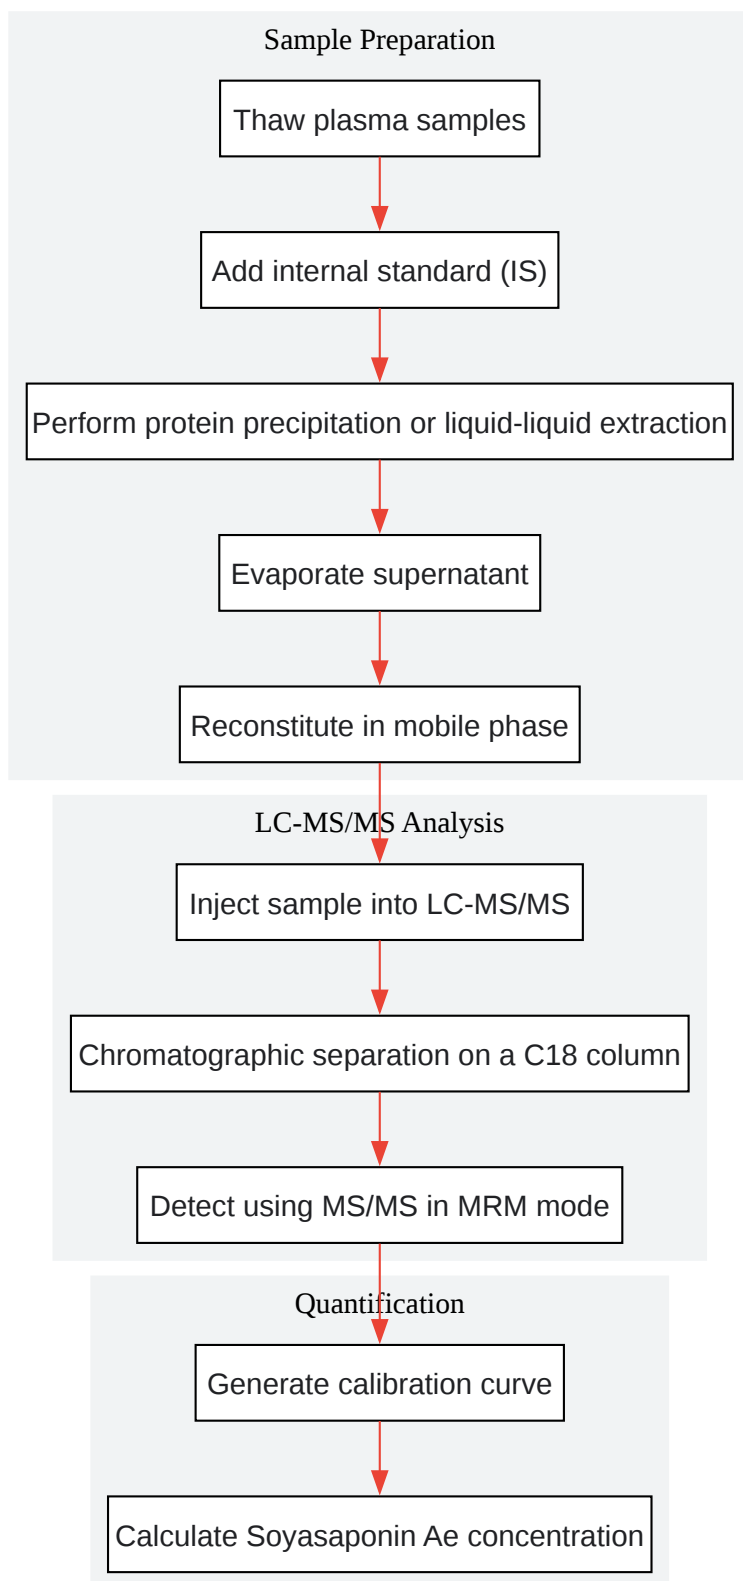 Sample Preparation
Thaw plasma samples
Add internal standard (IS)
Perform protein precipitation or liquid-liquid extraction
Evaporate supernatant
Reconstitute in mobile phase
LC-MS/MS Analysis
Inject sample into LC-MS/MS
Chromatographic separation on a C18 column
Detect using MS/MS in MRM mode
Quantification
Generate calibration curve
Calculate Soyasaponin Ae concentration